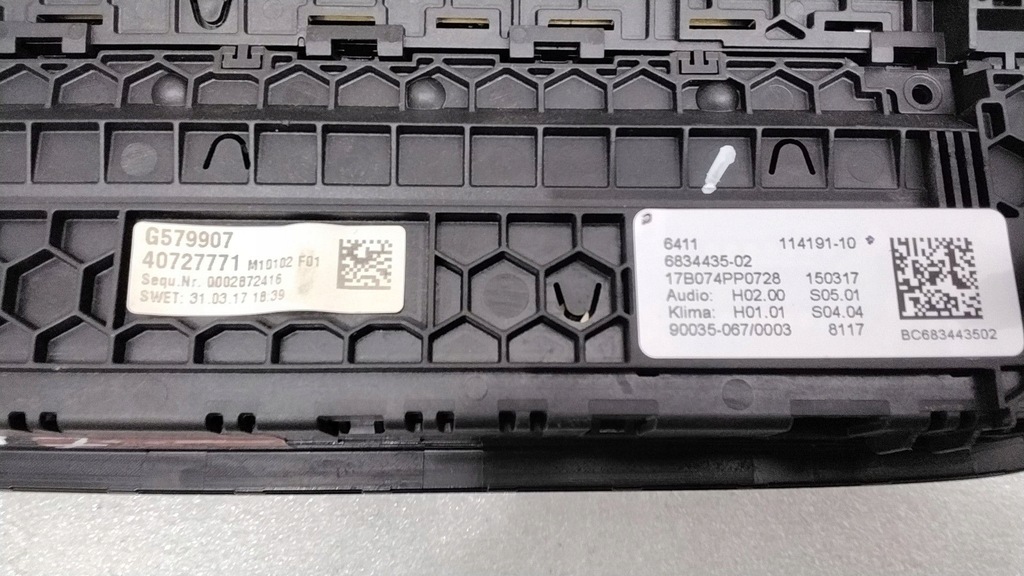 G579907
40727771 M10102 F01
Sequ.Nr. 0002872416
SWET: 31.03.17 18.39
6411 114191-10
6834435-02
17B074PP0728 150317
Audio: H02.00 S05.01
Klima: H01.01 S04.04
90035-067/0003 8117
BC683443502